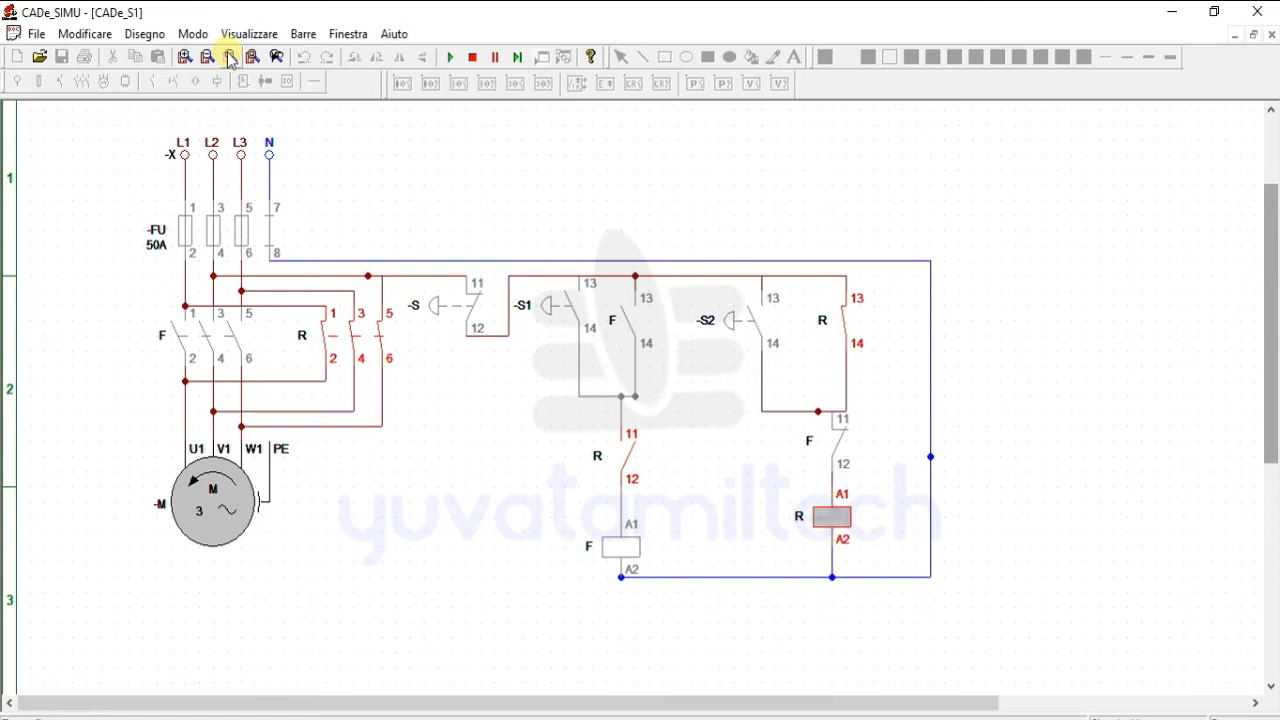 CADe_SIMU - [CADe_S1]
File Modificare Disegno Modo Visualizzare Barre Finestra Aiuto
L1 L2 L3 N
-X
1
1 3 5 7
-FU
50A
2 4 6 8
11 13
-S -S1 13 F -S2 13 R 13
1 3 5 1 3 5
F R
12 14 14 14 14
2 4 6 2 4 6
2
11 11
R F
12 12
U1 V1 W1 PE
M
-M 3
yuvatamiltech
A1
R
A2
A1
F
A2
3